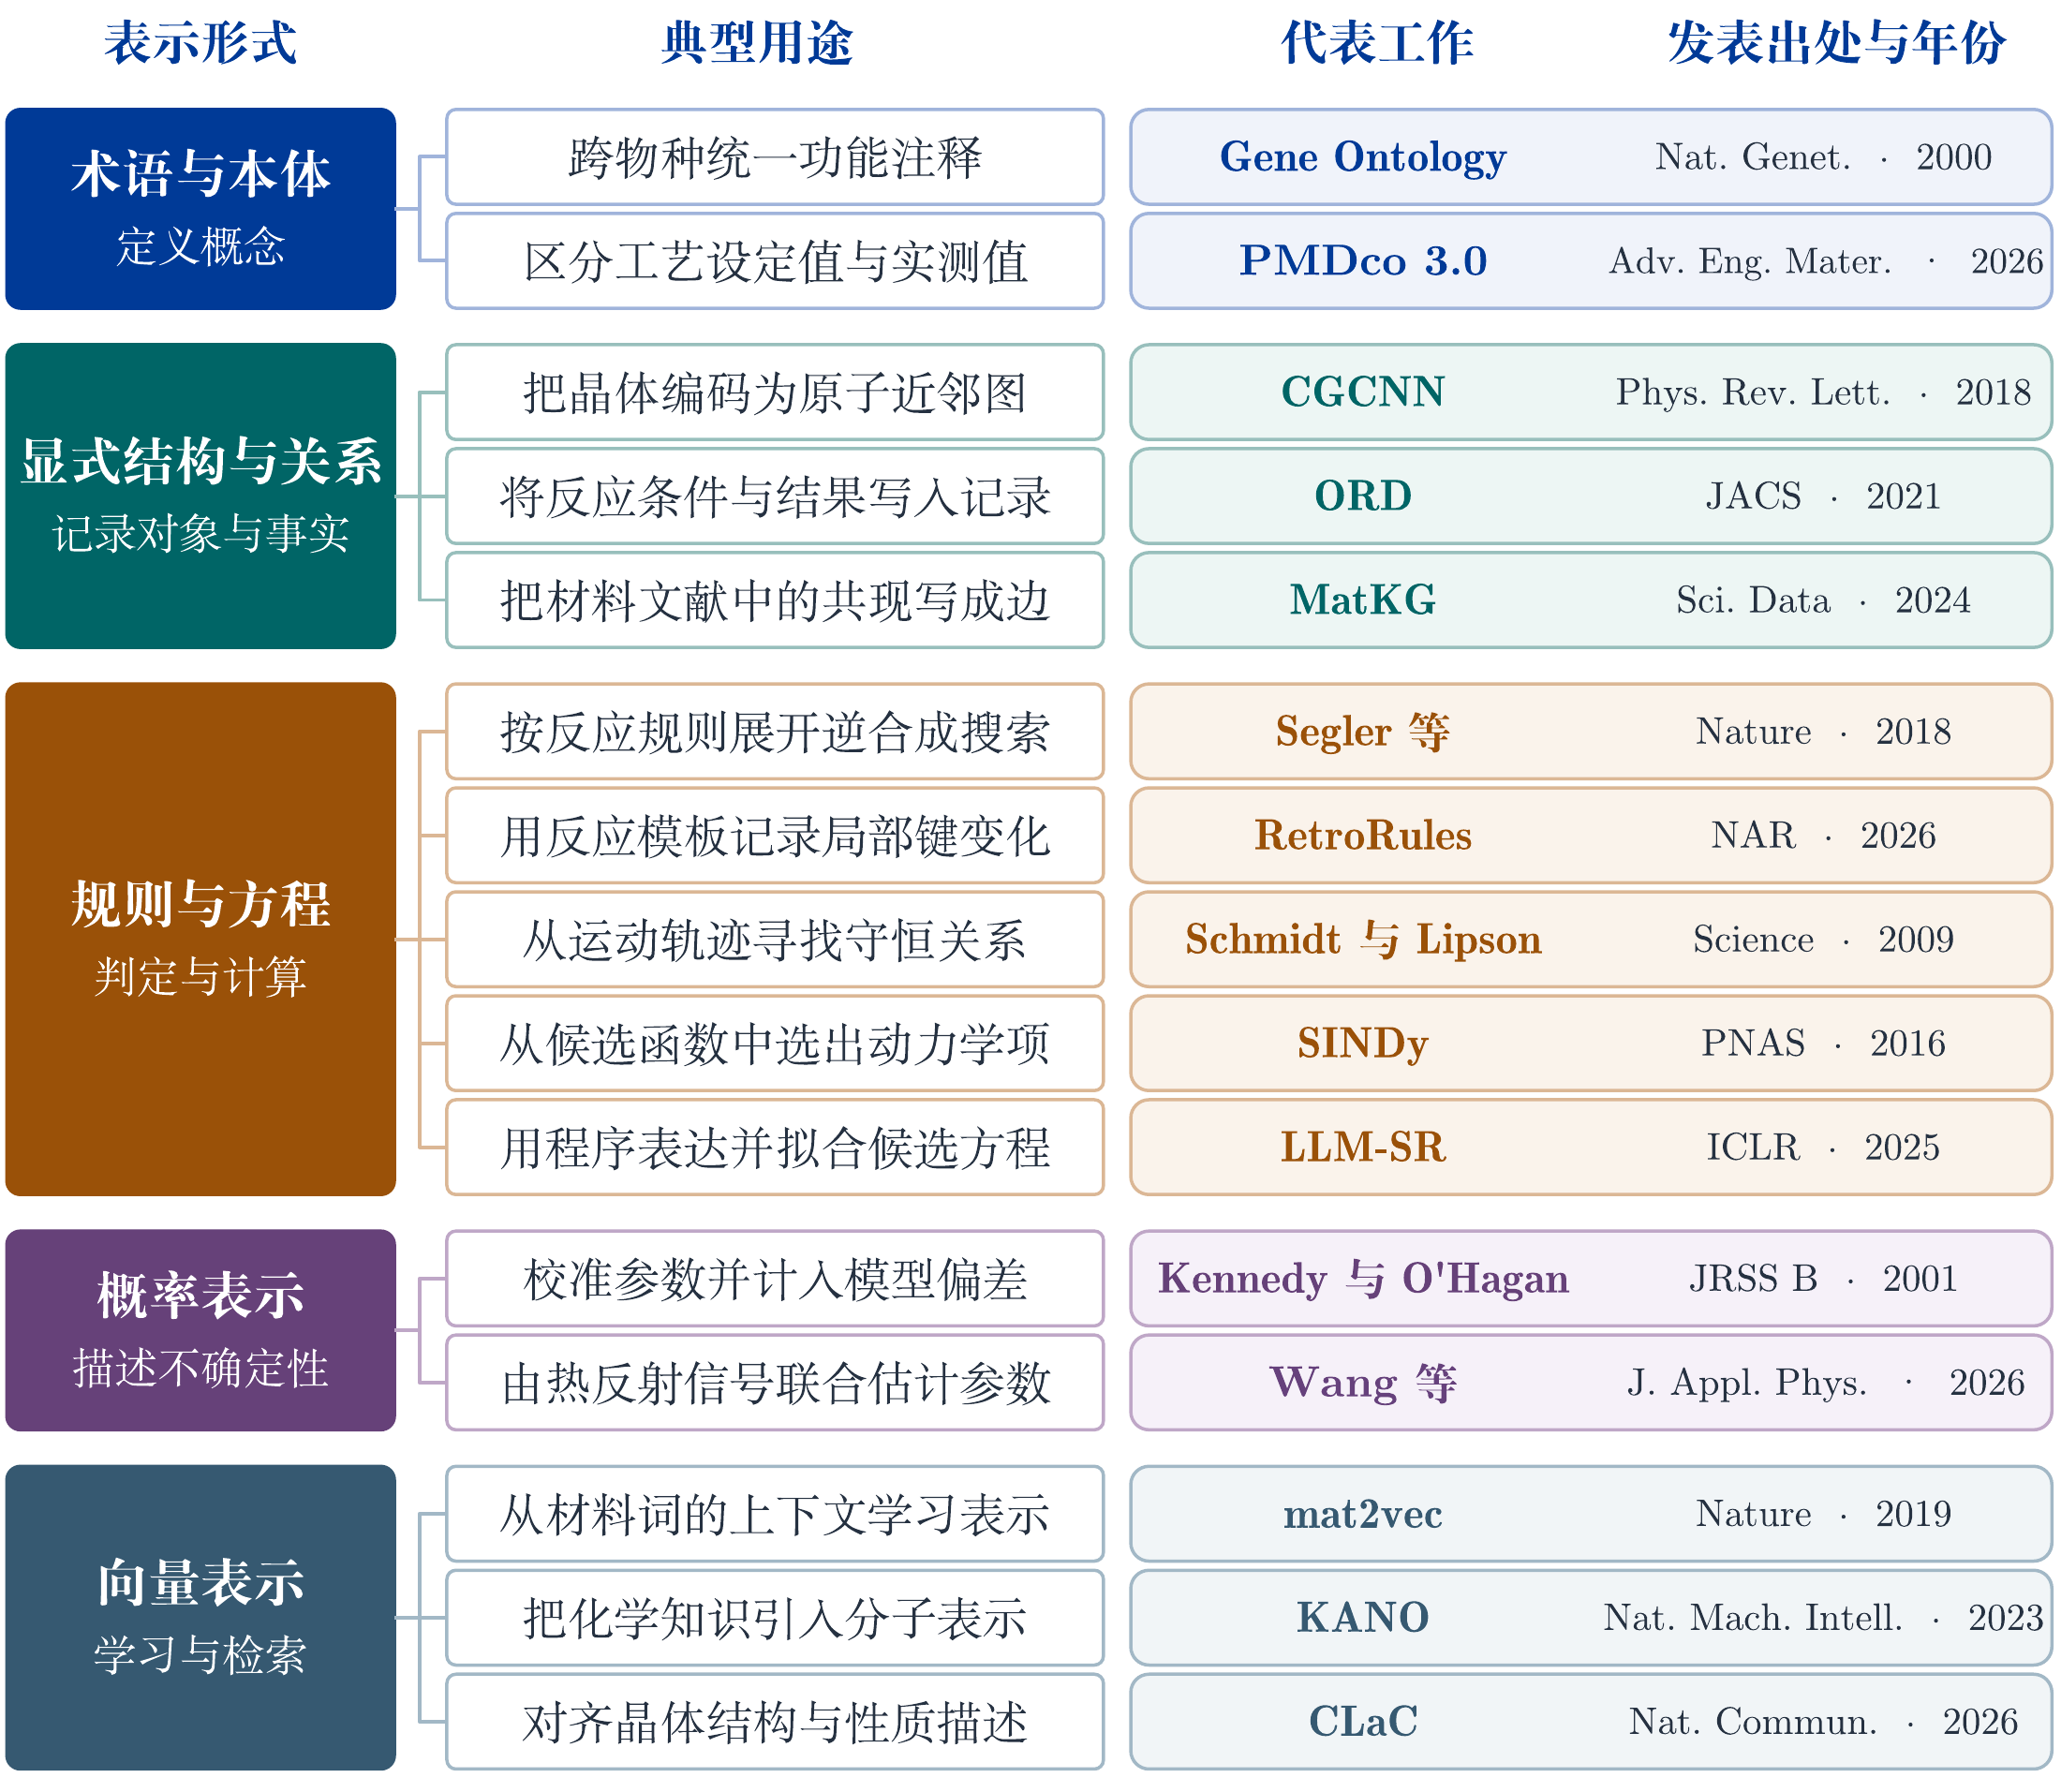 表示形式 典型用途 代表工作 发表出处与年份
术语与本体
定义概念
跨物种统一功能注释 Gene Ontology Nat. Genet. · 2000
区分工艺设定值与实测值 PMDco 3.0 Adv. Eng. Mater. · 2026
显式结构与关系
记录对象与事实
把晶体编码为原子近邻图 CGCNN Phys. Rev. Lett. · 2018
将反应条件与结果写入记录 ORD JACS · 2021
把材料文献中的共现写成边 MatKG Sci. Data · 2024
规则与方程
判定与计算
按反应规则展开逆合成搜索 Segler 等 Nature · 2018
用反应模板记录局部键变化 RetroRules NAR · 2026
从运动轨迹寻找守恒关系 Schmidt 与 Lipson Science · 2009
从候选函数中选出动力学项 SINDy PNAS · 2016
用程序表达并拟合候选方程 LLM-SR ICLR · 2025
概率表示
描述不确定性
校准参数并计入模型偏差 Kennedy 与 O'Hagan JRSS B · 2001
由热反射信号联合估计参数 Wang 等 J. Appl. Phys. · 2026
向量表示
学习与检索
从材料词的上下文学习表示 mat2vec Nature · 2019
把化学知识引入分子表示 KANO Nat. Mach. Intell. · 2023
对齐晶体结构与性质描述 CLaC Nat. Commun. · 2026